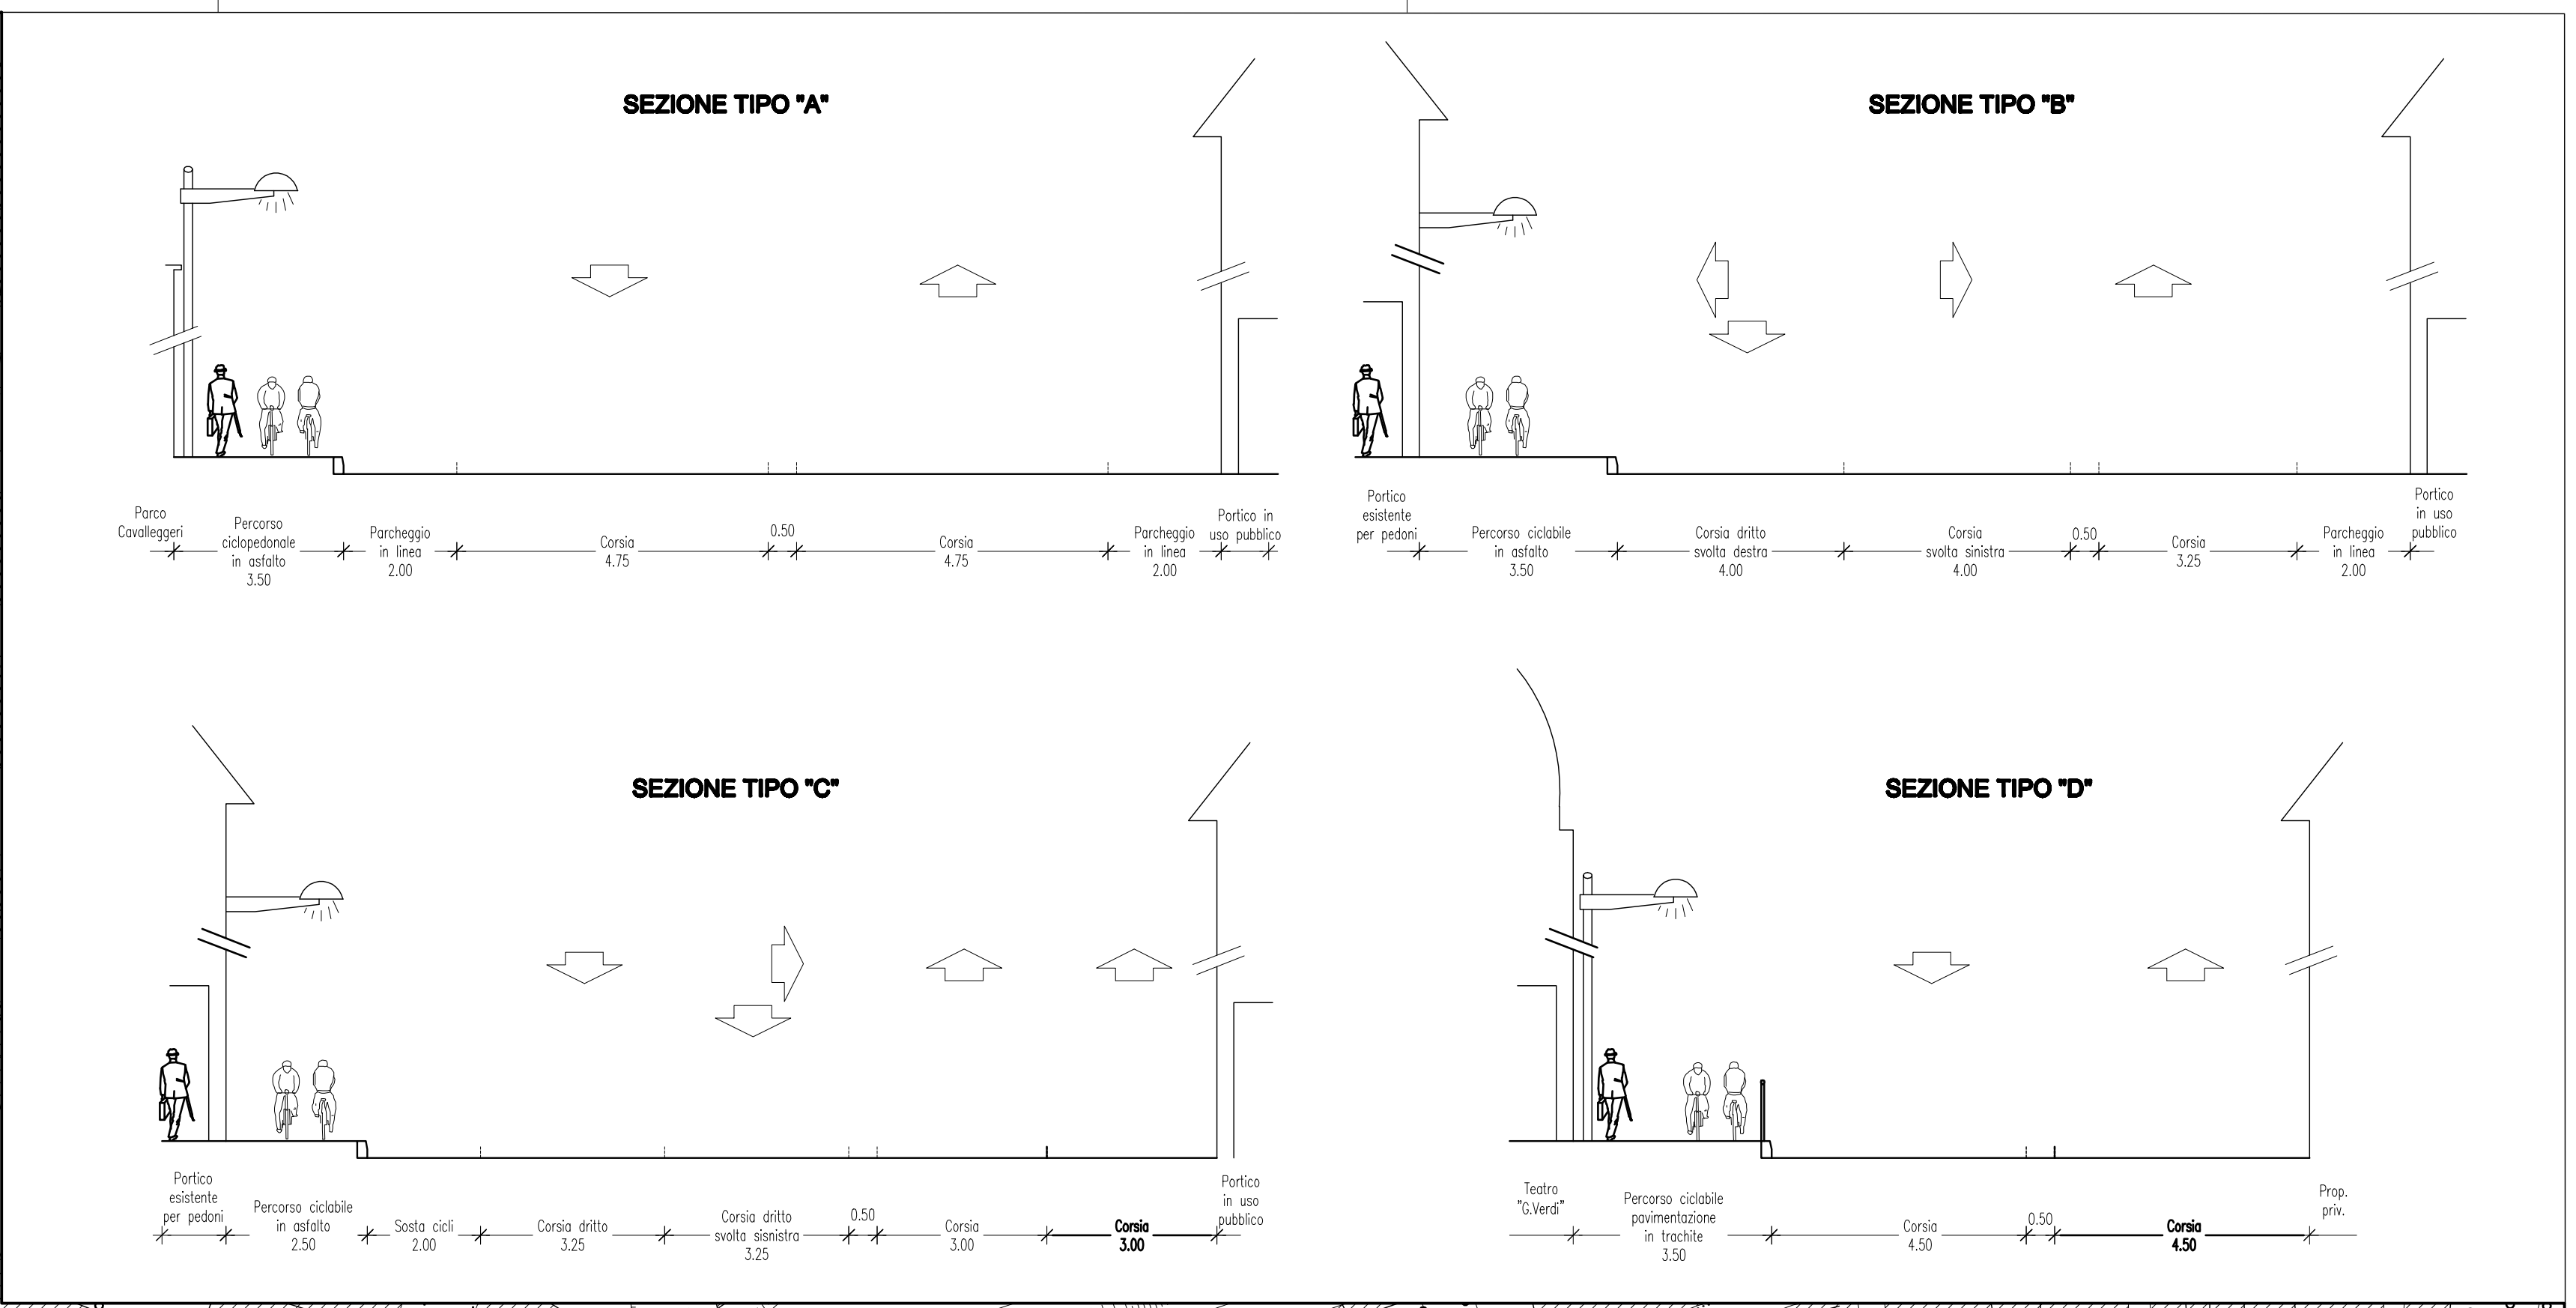 SEZIONE TIPO "A"
Parco
Cavalleggeri
Percorso
ciclopedonale
in asfalto
3.50
Parcheggio
in linea
2.00
Corsia
4.75
0.50
Corsia
4.75
Parcheggio
in linea
2.00
Portico in
uso pubblico
SEZIONE TIPO "B"
Portico
esistente
per pedoni
Percorso ciclabile
in asfalto
3.50
Corsia dritto
svolta destra
4.00
Corsia
svolta sinistra
4.00
0.50
Corsia
3.25
Parcheggio
in linea
2.00
Portico
in uso
pubblico
SEZIONE TIPO "C"
Portico
esistente
per pedoni
Percorso ciclabile
in asfalto
2.50
Sosta cicli
2.00
Corsia dritto
3.25
Corsia dritto
svolta sisnistra
3.25
0.50
Corsia
3.00
Corsia
3.00
Portico
in uso
pubblico
SEZIONE TIPO "D"
Teatro
"G.Verdi"
Percorso ciclabile
pavimentazione
in trachite
3.50
Corsia
4.50
0.50
Corsia
4.50
Prop.
priv.